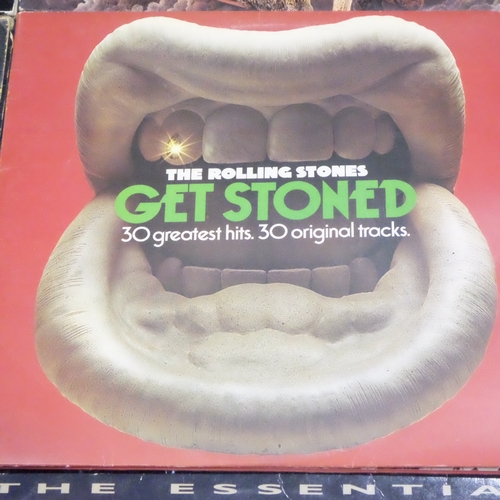 THE ROLLING STONES
GET STONED
30 greatest hits. 30 original tracks.
THE ESSENTIA